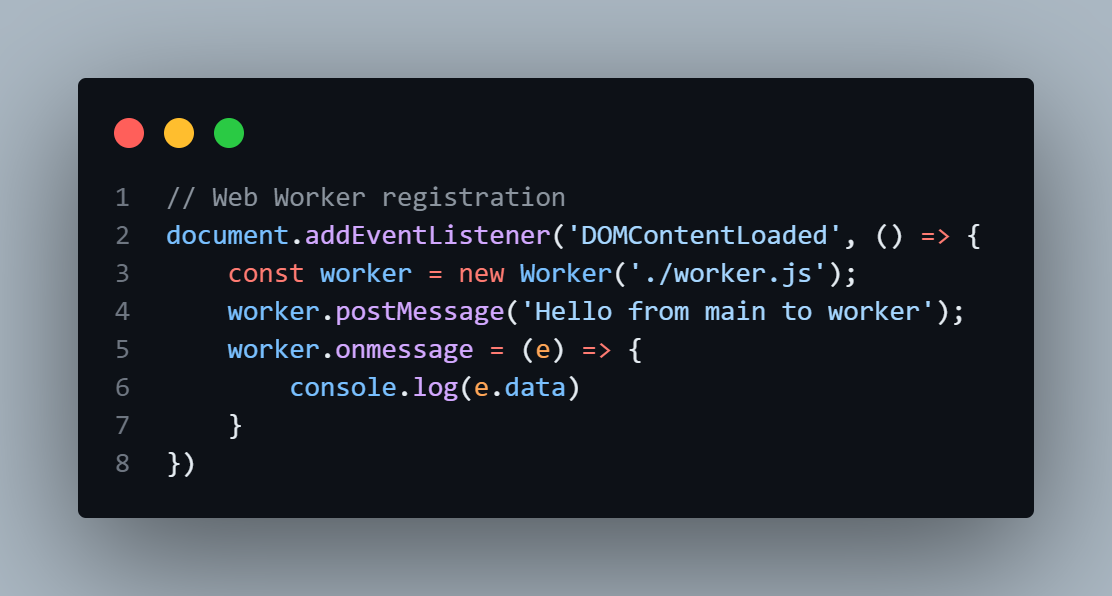 1 // Web Worker registration
2 document.addEventListener('DOMContentLoaded', () => {
3     const worker = new Worker('./worker.js');
4     worker.postMessage('Hello from main to worker');
5     worker.onmessage = (e) => {
6         console.log(e.data)
7     }
8 })